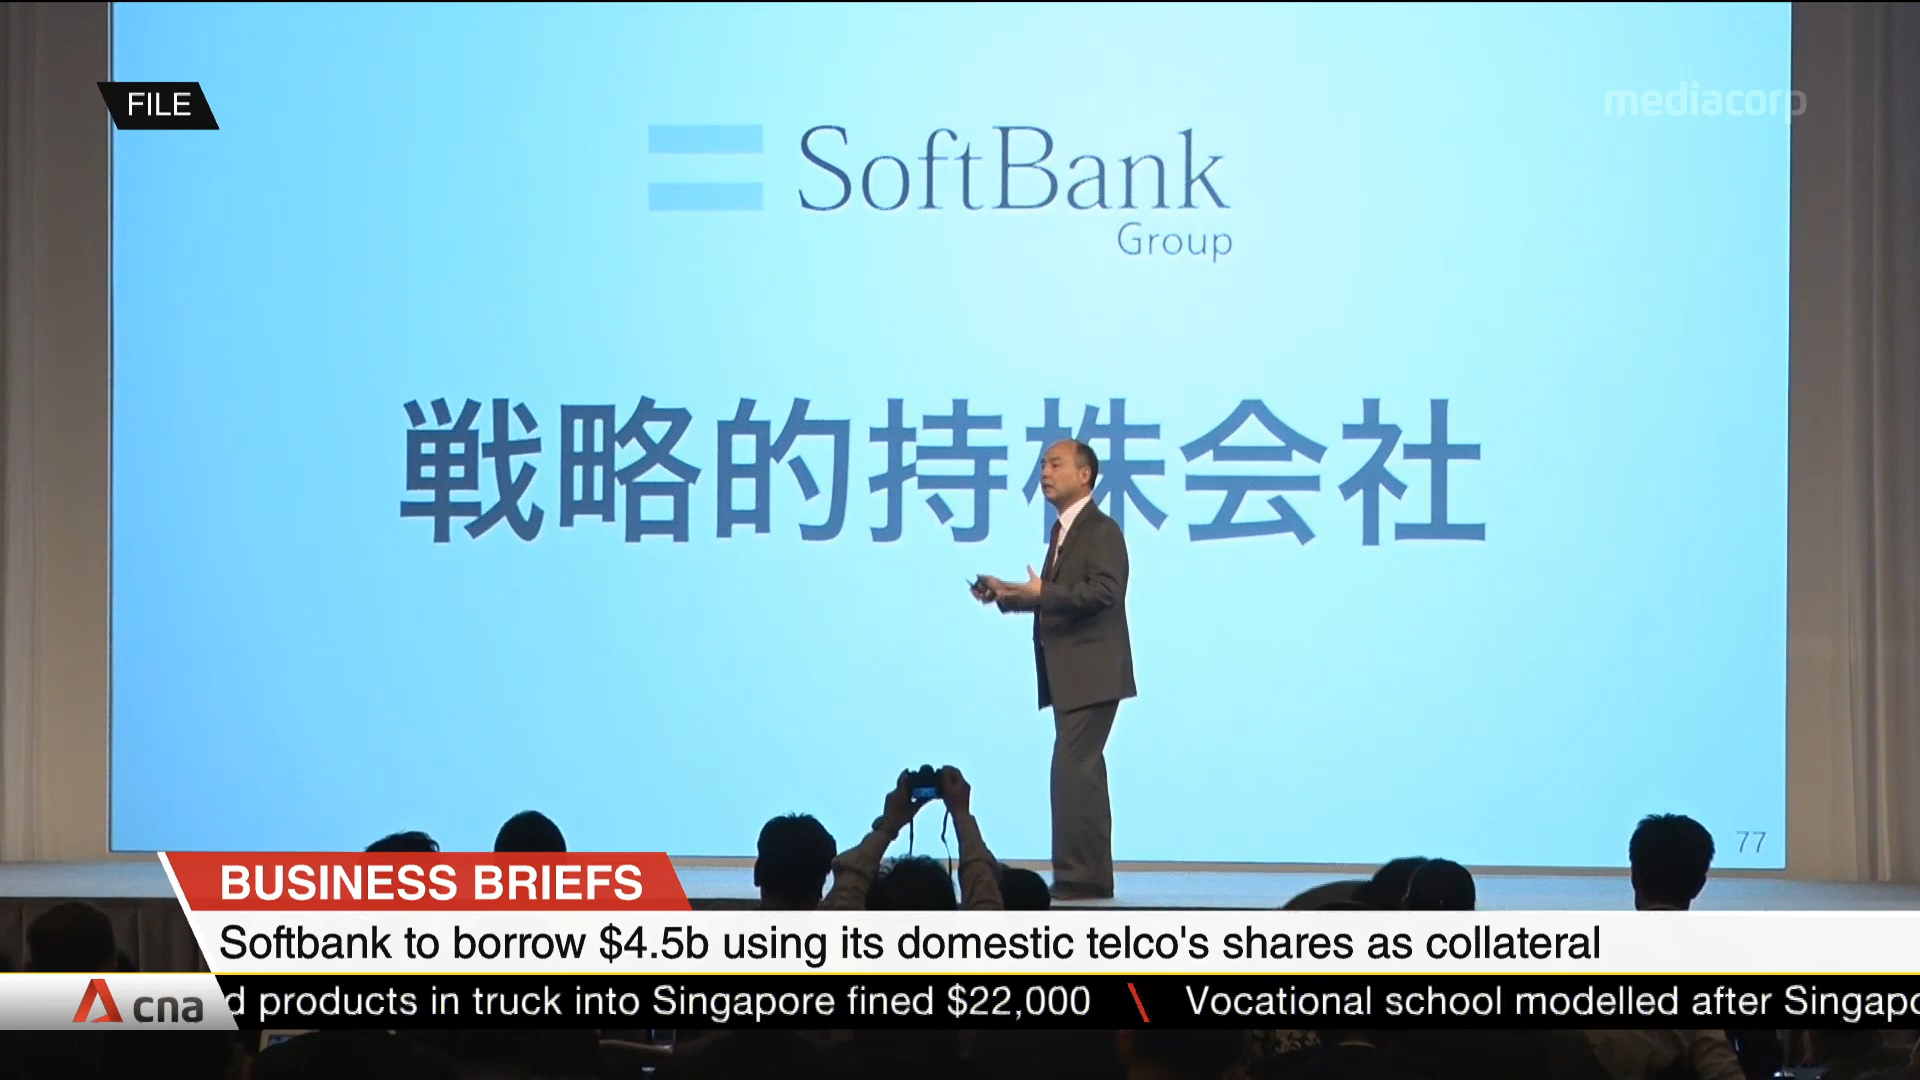 FILE
mediacorp
SoftBank
Group
戦略的持株会社
77
BUSINESS BRIEFS
Softbank to borrow $4.5b using its domestic telco's shares as collateral
cna
d products in truck into Singapore fined $22,000 \ Vocational school modelled after Singapo